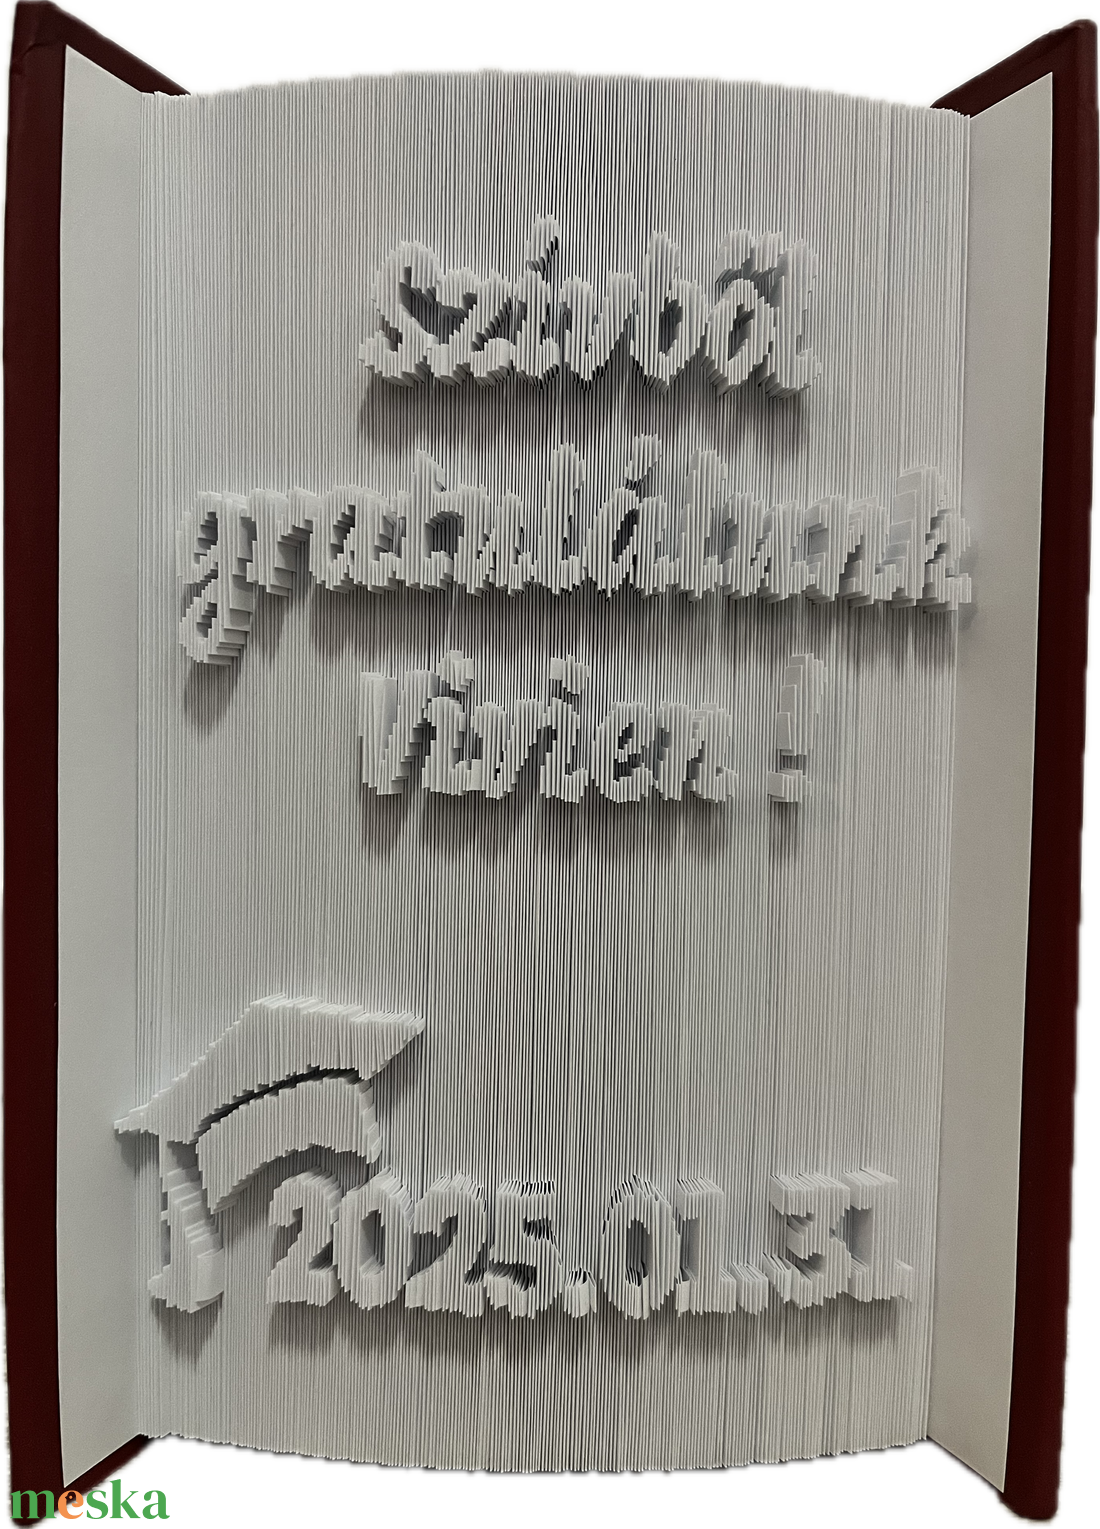 Szívből
gratulálunk
Vivien !
2025.01.31.
meska